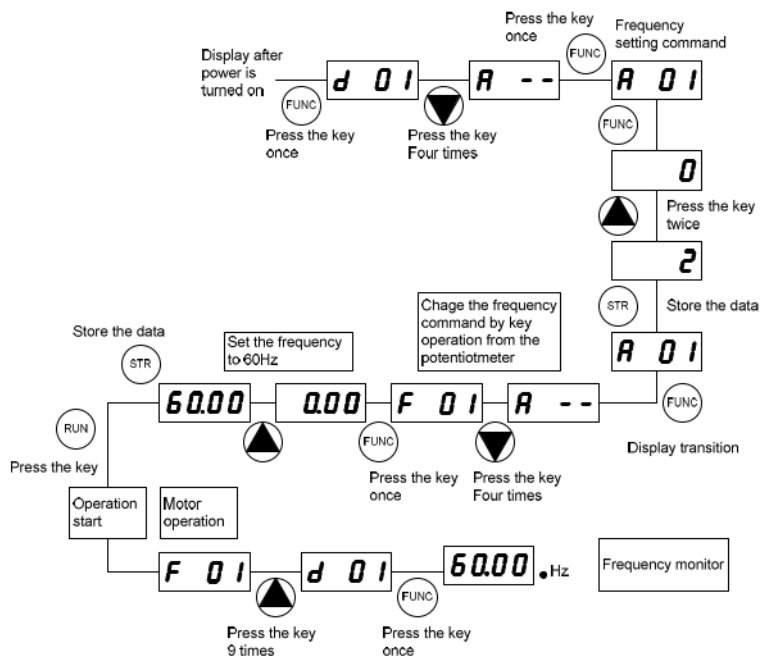 Press the key
once
Frequency
setting command
Display after
power is
turned on
FUNC
d 01
A --
A 01
FUNC
Press the key
once
Press the key
Four times
FUNC
0
Press the key
twice
2
STR
Store the data
A 01
FUNC
Display transition
Chage the frequency
command by key
operation from the
potentiotmeter
Set the frequency
to 60Hz
Store the data
STR
60.00
0.00
F 01
A --
FUNC
Press the key
once
Press the key
Four times
RUN
Press the key
Operation
start
Motor
operation
F 01
d 01
60.00
.Hz
Frequency monitor
FUNC
Press the key
9 times
Press the key
once